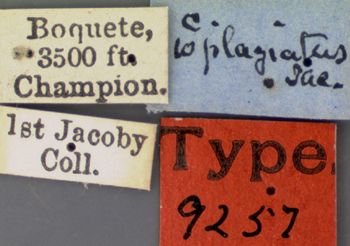 Boquete,
3500 ft.
Champion.
plagiatus
Jac.
1st Jacoby
Coll.
Type.
9257